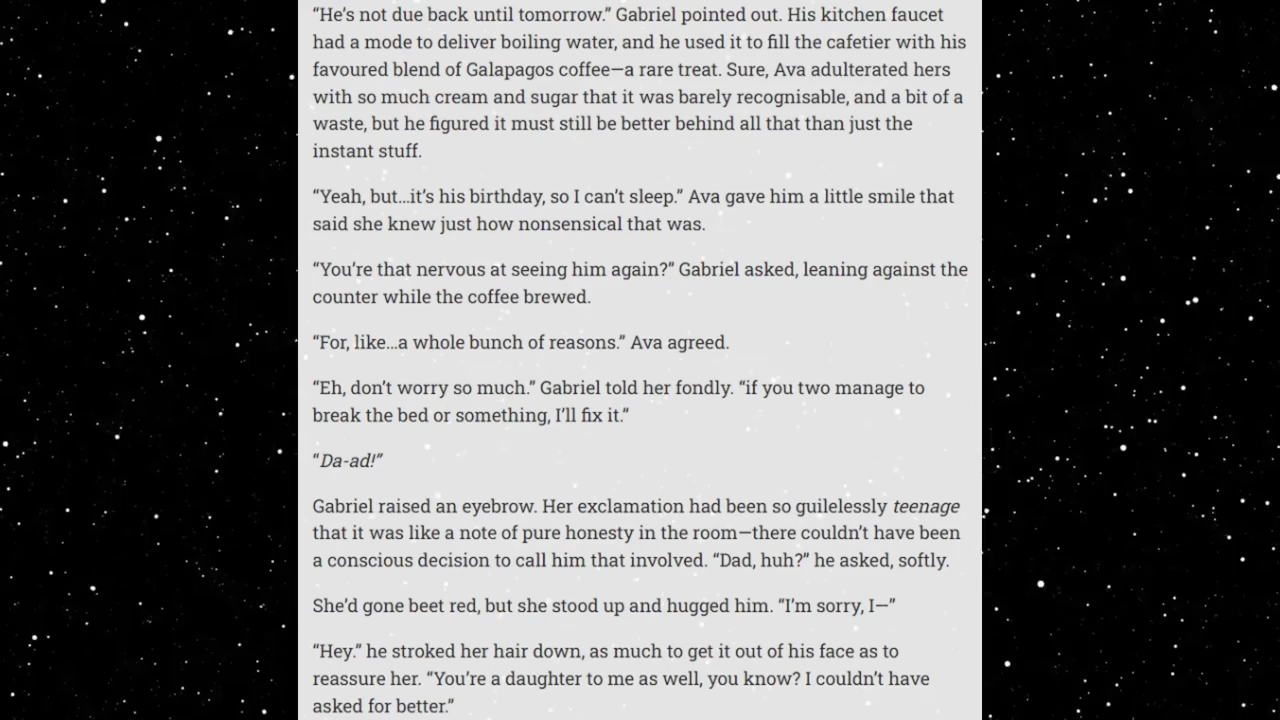 “He’s not due back until tomorrow.” Gabriel pointed out. His kitchen faucet
had a mode to deliver boiling water, and he used it to fill the cafetier with his
favoured blend of Galapagos coffee—a rare treat. Sure, Ava adulterated hers
with so much cream and sugar that it was barely recognisable, and a bit of a
waste, but he figured it must still be better behind all that than just the
instant stuff.
“Yeah, but…it’s his birthday, so I can’t sleep.” Ava gave him a little smile that
said she knew just how nonsensical that was.
“You’re that nervous at seeing him again?” Gabriel asked, leaning against the
counter while the coffee brewed.
“For, like…a whole bunch of reasons.” Ava agreed.
“Eh, don’t worry so much.” Gabriel told her fondly. “if you two manage to
break the bed or something, I’ll fix it.”
“Da-ad!”
Gabriel raised an eyebrow. Her exclamation had been so guilelessly teenage
that it was like a note of pure honesty in the room—there couldn’t have been
a conscious decision to call him that involved. “Dad, huh?” he asked, softly.
She’d gone beet red, but she stood up and hugged him. “I’m sorry, I—”
“Hey.” he stroked her hair down, as much to get it out of his face as to
reassure her. “You’re a daughter to me as well, you know? I couldn’t have
asked for better.”